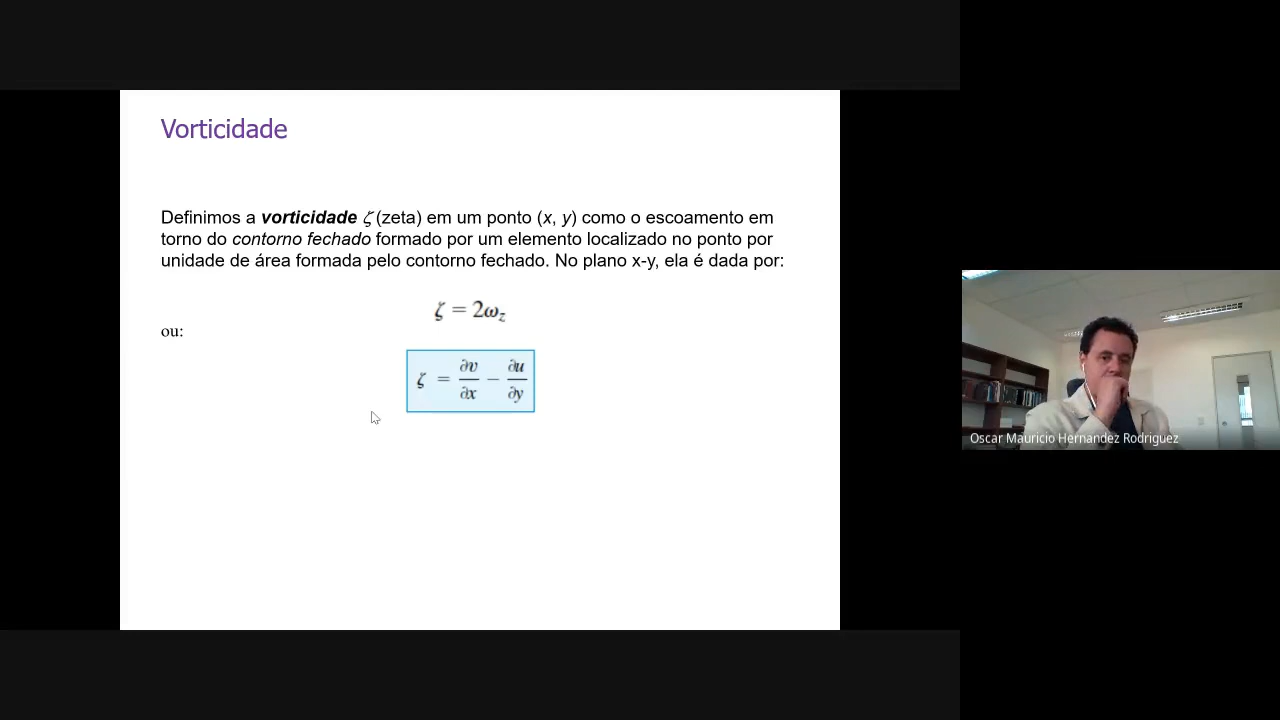 Vorticidade
Definimos a vorticidade ζ (zeta) em um ponto (x, y) como o escoamento em
torno do contorno fechado formado por um elemento localizado no ponto por
unidade de área formada pelo contorno fechado. No plano x-y, ela é dada por:
ζ = 2ω_z
ou:
ζ = ∂v/∂x − ∂u/∂y
Oscar Mauricio Hernandez Rodriguez